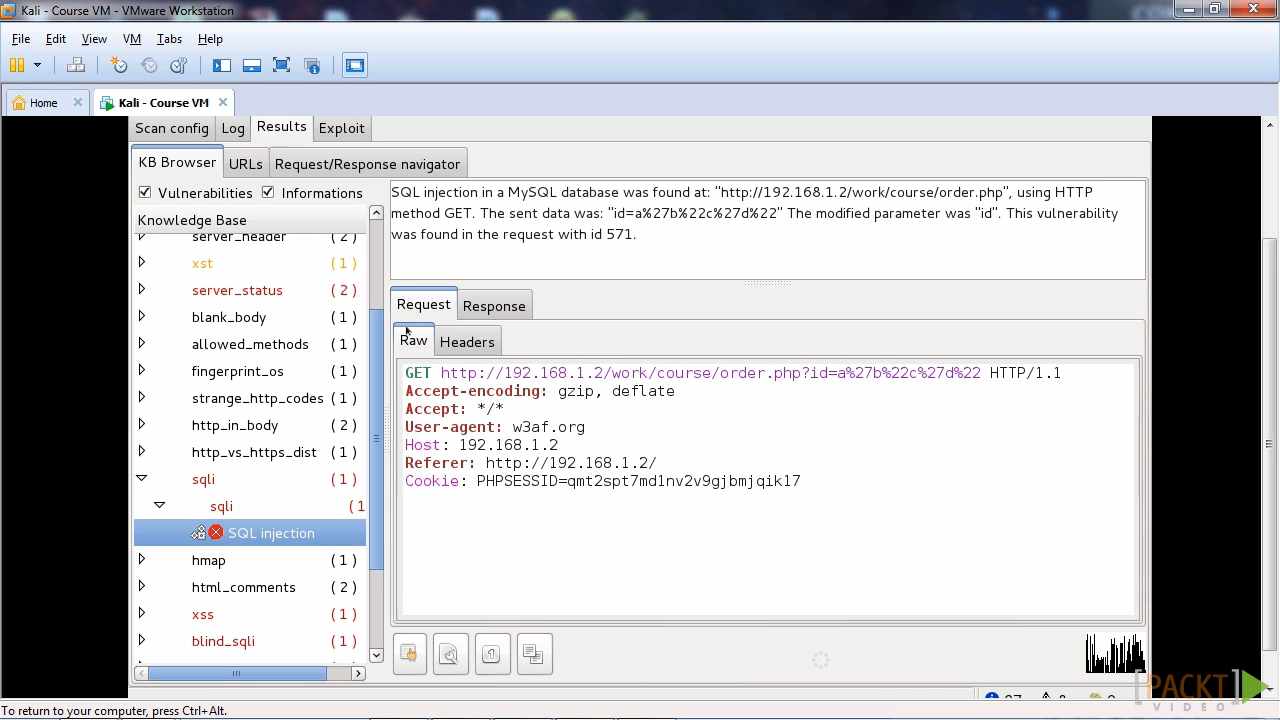 Kali - Course VM - VMware Workstation
File Edit View VM Tabs Help
Home Kali - Course VM
Scan config Log Results Exploit
KB Browser URLs Request/Response navigator
Vulnerabilities Informations
Knowledge Base
server_header ( 2 )
xst ( 1 )
server_status ( 2 )
blank_body ( 1 )
allowed_methods ( 1 )
fingerprint_os ( 1 )
strange_http_codes ( 1 )
http_in_body ( 2 )
http_vs_https_dist ( 1 )
sqli ( 1 )
sqli ( 1
SQL injection
hmap ( 1 )
html_comments ( 2 )
xss ( 1 )
blind_sqli ( 1 )
SQL injection in a MySQL database was found at: "http://192.168.1.2/work/course/order.php", using HTTP
method GET. The sent data was: "id=a%27b%22c%27d%22" The modified parameter was "id". This vulnerability
was found in the request with id 571.
Request Response
Raw Headers
GET http://192.168.1.2/work/course/order.php?id=a%27b%22c%27d%22 HTTP/1.1
Accept-encoding: gzip, deflate
Accept: */*
User-agent: w3af.org
Host: 192.168.1.2
Referer: http://192.168.1.2/
Cookie: PHPSESSID=qmt2spt7md1nv2v9gjbmjqik17
[PACKT]
VIDEO
To return to your computer, press Ctrl+Alt.